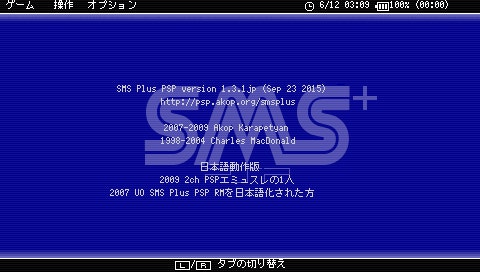 ゲーム 操作 オプション 6/12 03:09 100% (00:00)
SMS Plus PSP version 1.3.1jp (Sep 23 2015)
http://psp.akop.org/smsplus
SMS+
2007-2009 Akop Karapetyan
1998-2004 Charles MacDonald
日本語動作版
2009 2ch PSPエミュスレの1人
2007 UO SMS Plus PSP RMを日本語化された方
L/R タブの切り替え